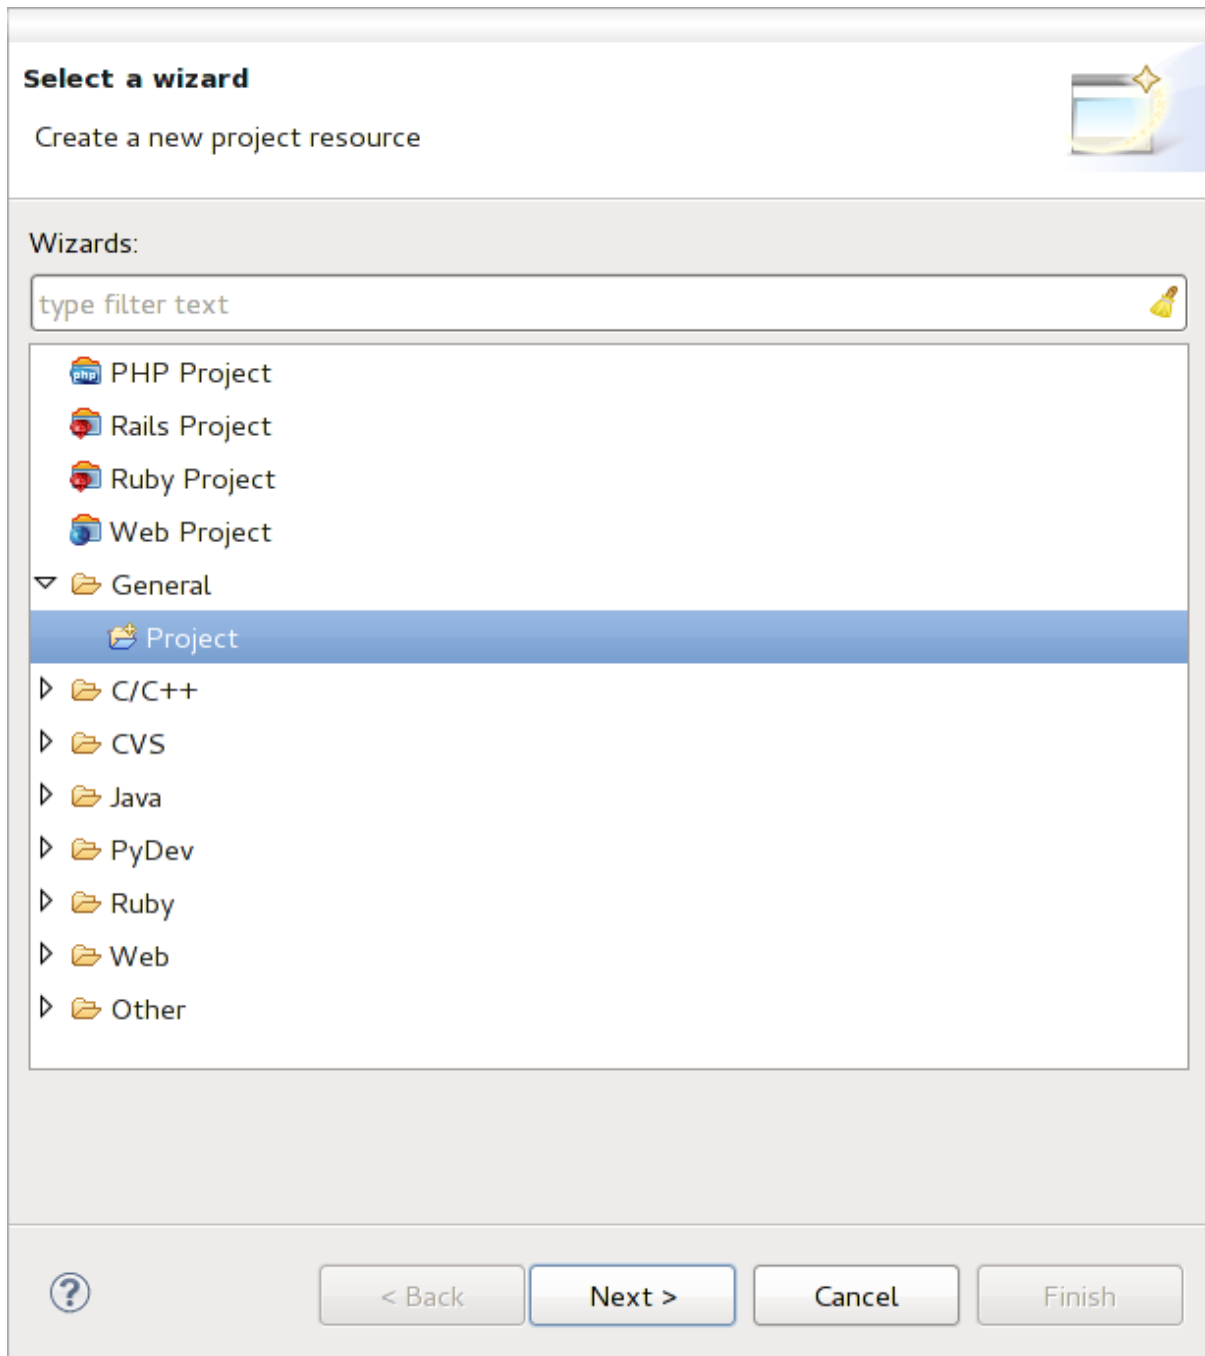 Select a wizard
Create a new project resource
Wizards:
type filter text
php PHP Project
Rails Project
Ruby Project
Web Project
General
Project
C/C++
CVS
Java
PyDev
Ruby
Web
Other
? < Back Next > Cancel Finish